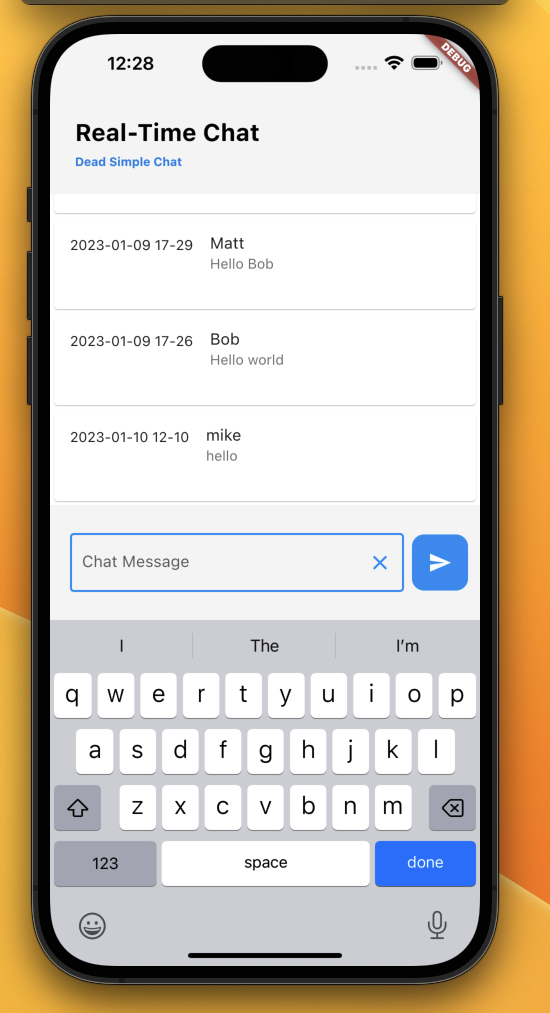 12:28
DEBUG
Real-Time Chat
Dead Simple Chat
2023-01-09 17-29 Matt
Hello Bob
2023-01-09 17-26 Bob
Hello world
2023-01-10 12-10 mike
hello
Chat Message
I The I'm
q w e r t y u i o p
a s d f g h j k l
z x c v b n m
123 space done